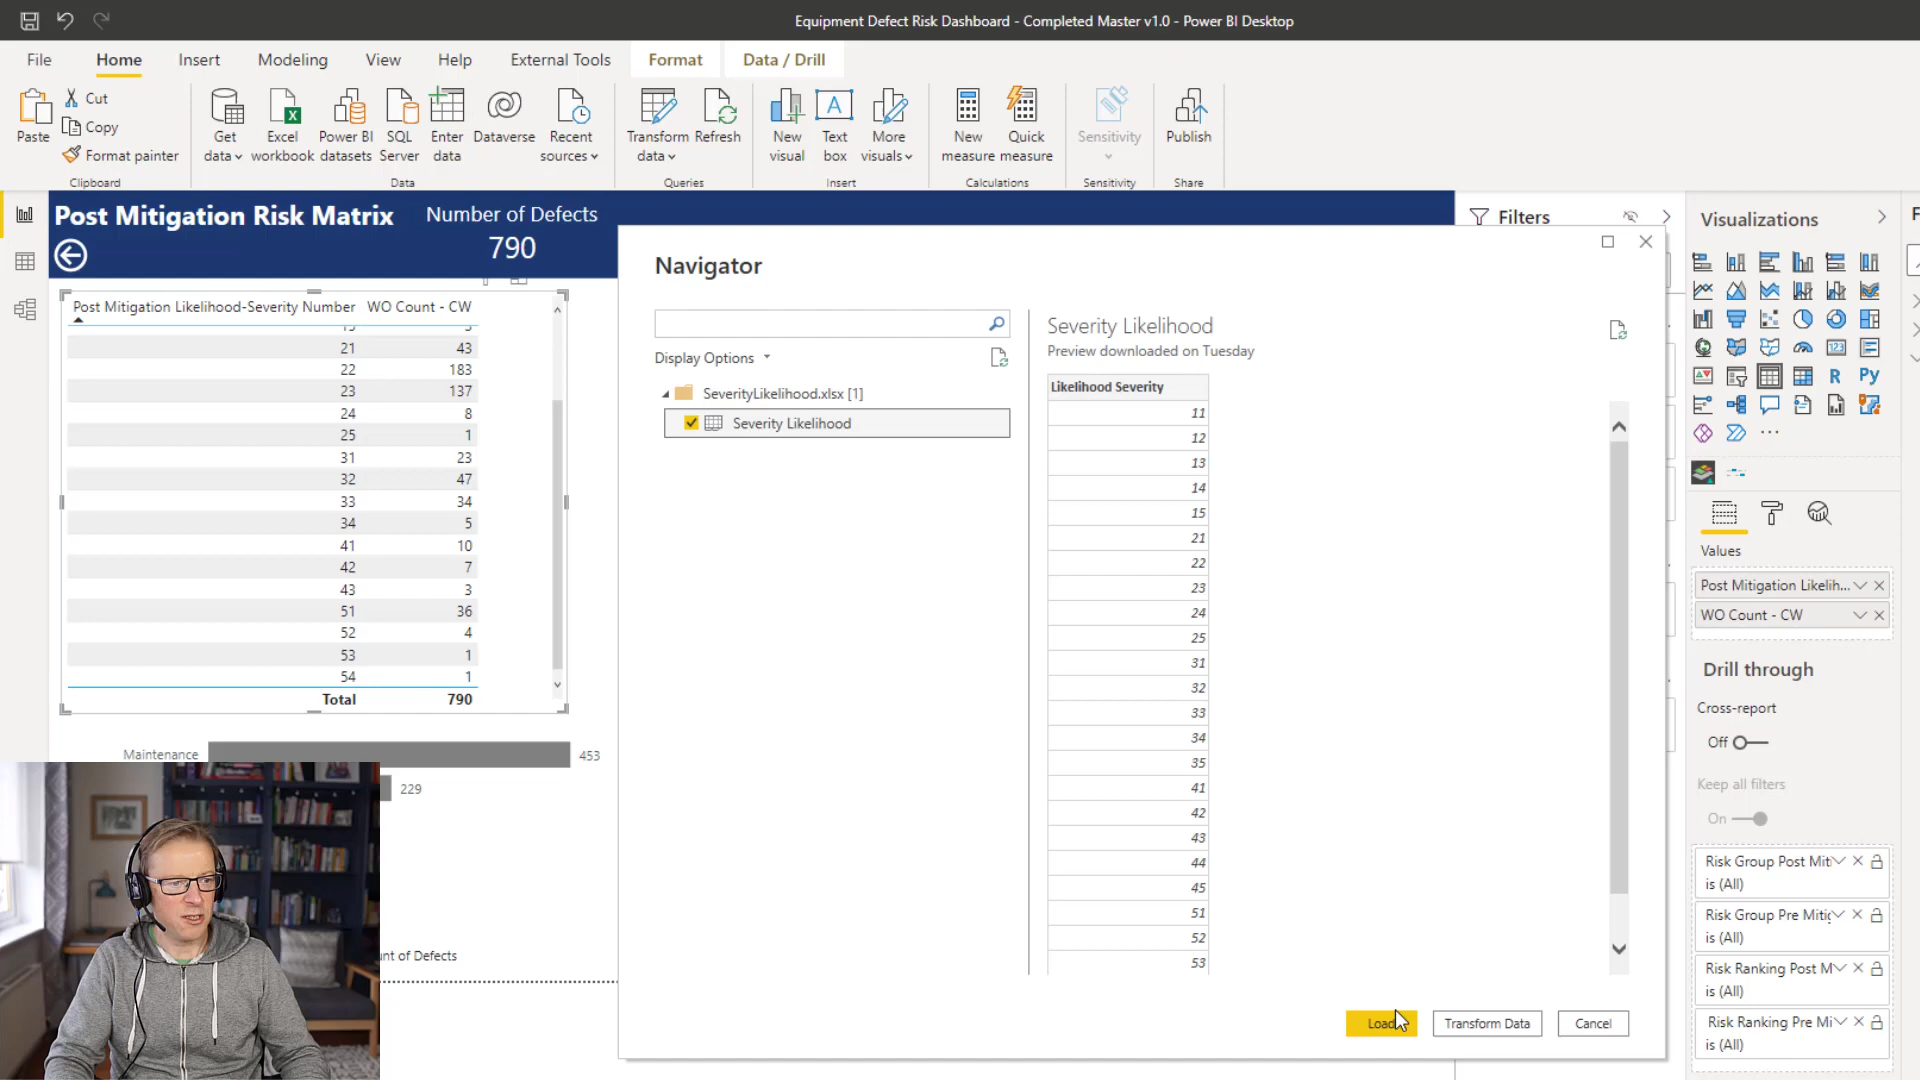 Equipment Defect Risk Dashboard - Completed Master v1.0 - Power BI Desktop
File Home Insert Modeling View Help External Tools Format Data / Drill
Paste
Cut
Copy
Format painter
Clipboard
Get data
Excel workbook
Power BI datasets
SQL Server
Enter data
Dataverse
Recent sources
Data
Transform data
Refresh
Queries
New visual
Text box
More visuals
Insert
New measure
Quick measure
Calculations
Sensitivity
Sensitivity
Publish
Share
Post Mitigation Risk Matrix
Number of Defects
790
Post Mitigation Likelihood-Severity Number WO Count - CW
21 43
22 183
23 137
24 8
25 1
31 23
32 47
33 34
34 5
41 10
42 7
43 3
51 36
52 4
53 1
54 1
Total 790
Maintenance 453
229
nt of Defects
Navigator
Display Options
SeverityLikelihood.xlsx [1]
Severity Likelihood
Severity Likelihood
Preview downloaded on Tuesday
Likelihood Severity
11
12
13
14
15
21
22
23
24
25
31
32
33
34
35
41
42
43
44
45
51
52
53
Load
Transform Data
Cancel
Filters
Visualizations
123
R
Py
Values
Post Mitigation Likelih...
WO Count - CW
Drill through
Cross-report
Off
Keep all filters
On
Risk Group Post Mit
is (All)
Risk Group Pre Mitig
is (All)
Risk Ranking Post M
is (All)
Risk Ranking Pre Mi
is (All)